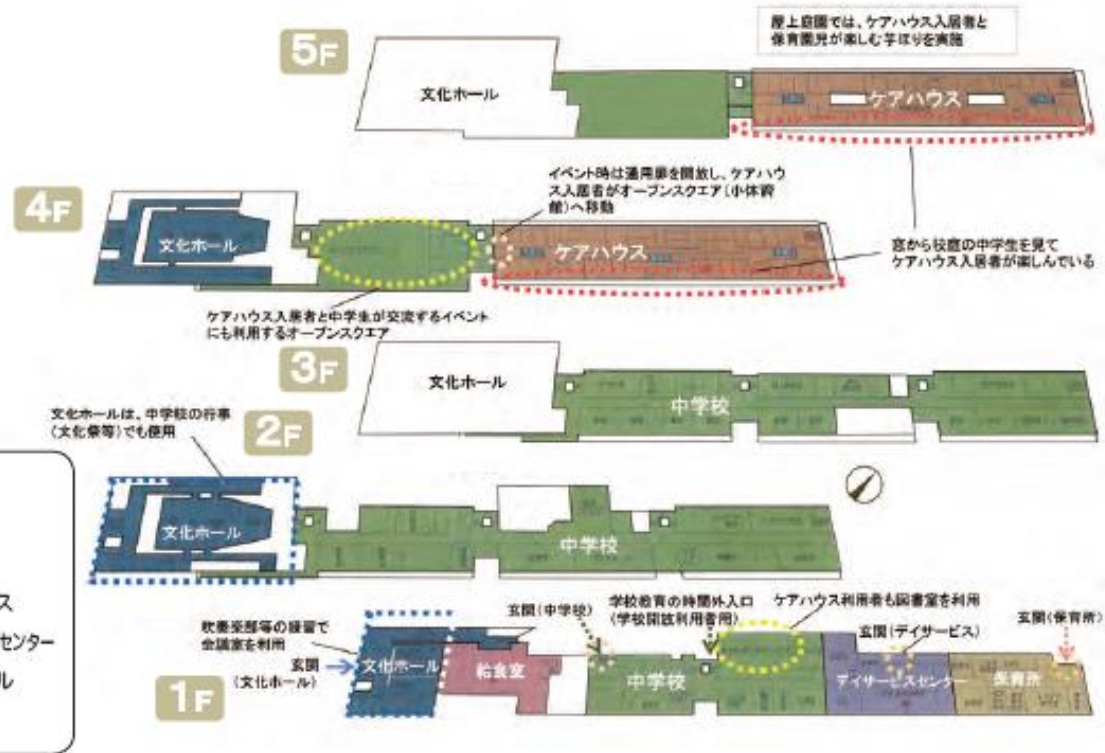 屋上庭園では、ケアハウス入居者と
保育園児が楽しむ芋ほりを実施
5F
文化ホール
ケアハウス
イベント時は通用扉を開放し、ケアハウ
ス入居者がオープンスクエア(小体育
館)へ移動
4F
文化ホール
ケアハウス
窓から校庭の中学生を見て
ケアハウス入居者が楽しんでいる
ケアハウス入居者と中学生が交流するイベント
にも利用するオープンスクエア
3F
文化ホール
中学校
文化ホールは、中学校の行事
(文化祭等)でも使用
2F
文化ホール
中学校
ス
センター
ル
吹奏楽部等の練習で
会議室を利用
玄関
(文化ホール)
玄関(中学校)
学校教育の時間外入口
(学校開放利用者用)
ケアハウス利用者も図書室を利用
玄関(デイサービス)
玄関(保育所)
1F
文化ホール
給食室
中学校
デイサービスセンター
保育所